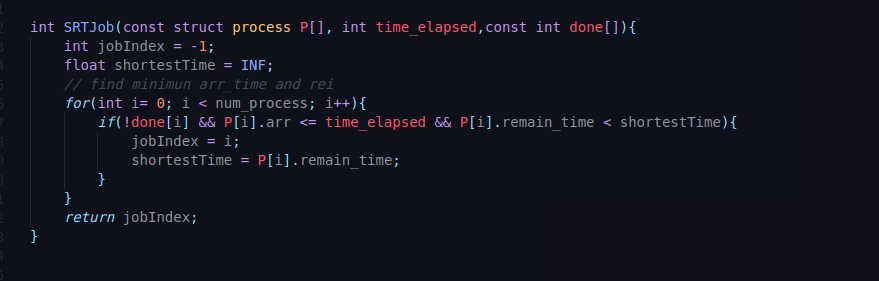 int SRTJob(const struct process P[], int time_elapsed,const int done[]){
    int jobIndex = -1;
    float shortestTime = INF;
    // find minimun arr_time and rei
    for(int i= 0; i < num_process; i++){
        if(!done[i] && P[i].arr <= time_elapsed && P[i].remain_time < shortestTime){
            jobIndex = i;
            shortestTime = P[i].remain_time;
        }
    }
    return jobIndex;
}